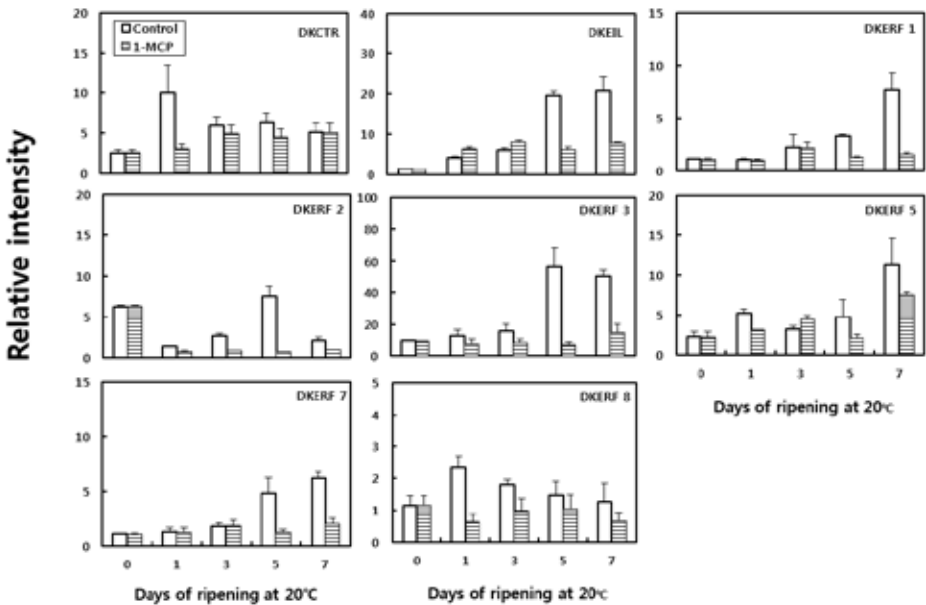 Relative intensity
20
15
10
5
0
Control
1-MCP
DKCTR
40
30
20
10
0
DKEIL
15
10
5
0
DKERF 1
20
15
10
5
0
DKERF 2
100
80
60
40
20
0
DKERF 3
20
15
10
5
0
DKERF 5
0 1 3 5 7
Days of ripening at 20℃
15
10
5
0
DKERF 7
0 1 3 5 7
Days of ripening at 20℃
5
4
3
2
1
0
DKERF 8
0 1 3 5 7
Days of ripening at 20℃